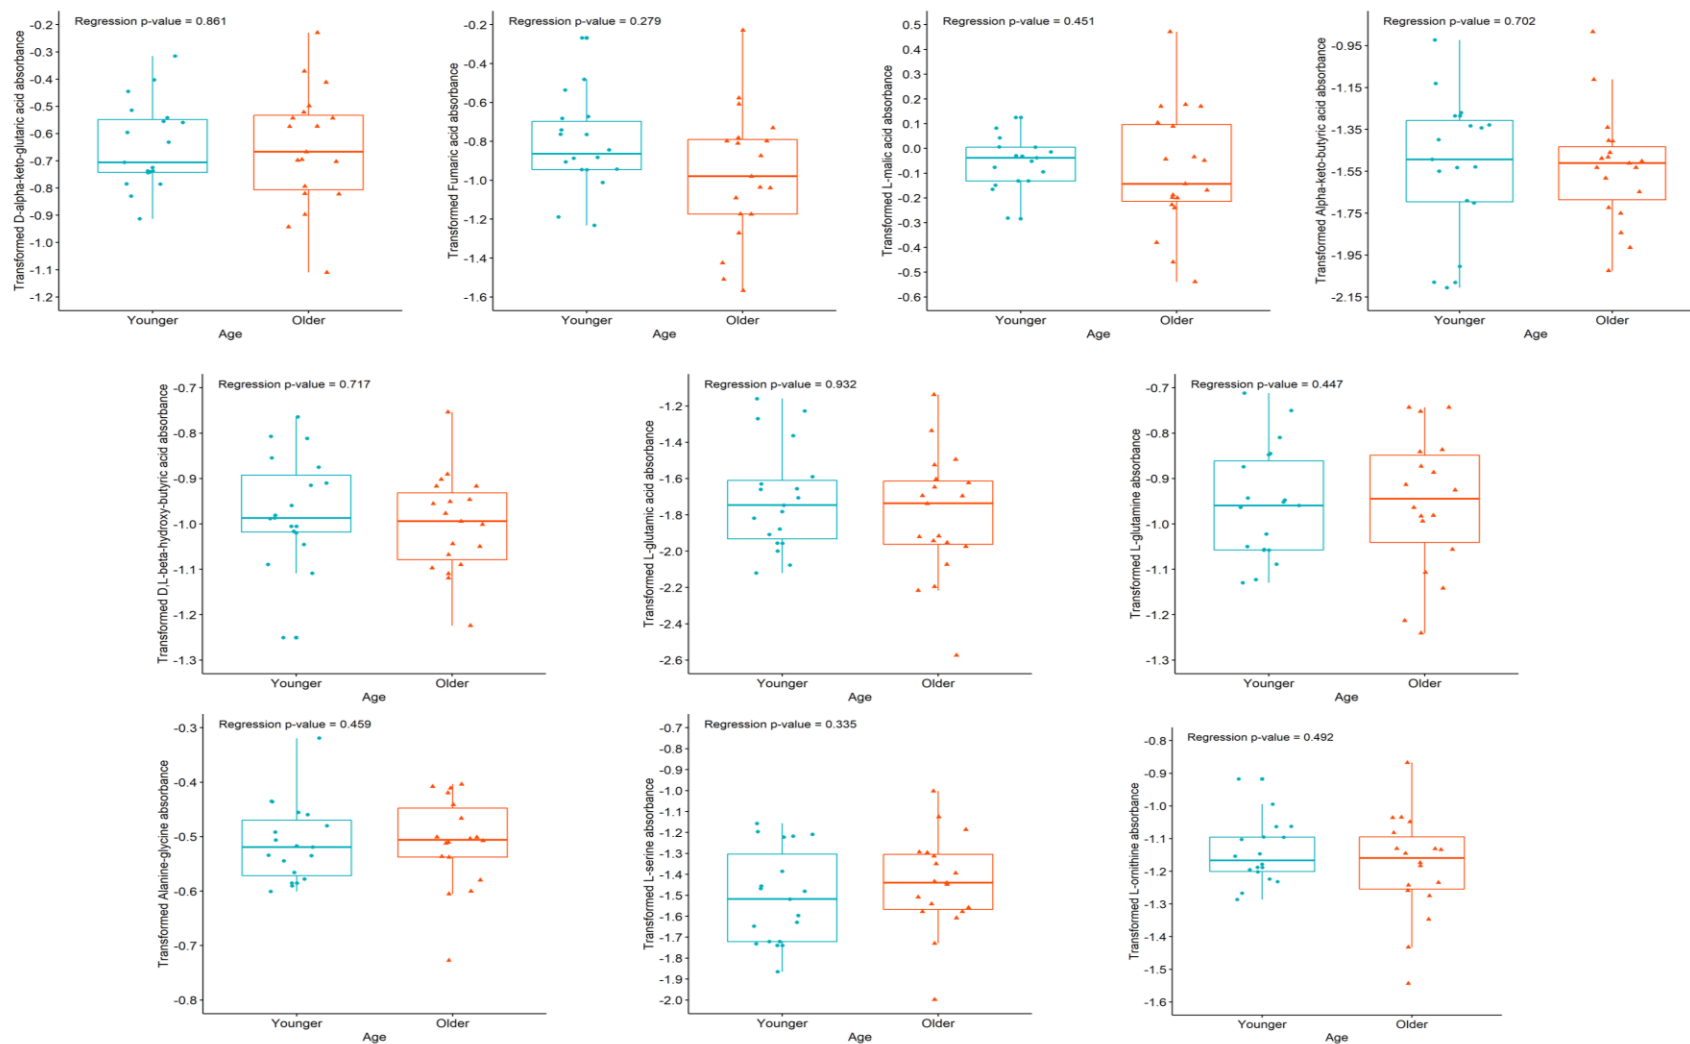 Regression p-value = 0.861
Transformed D-alpha-keto-glutaric acid absorbance
-0.2
-0.3
-0.4
-0.5
-0.6
-0.7
-0.8
-0.9
-1.0
-1.1
-1.2
Younger Older
Age
Regression p-value = 0.279
Transformed Fumaric acid absorbance
-0.2
-0.4
-0.6
-0.8
-1.0
-1.2
-1.4
-1.6
Younger Older
Age
Regression p-value = 0.451
Transformed L-malic acid absorbance
0.5
0.4
0.3
0.2
0.1
0.0
-0.1
-0.2
-0.3
-0.4
-0.5
-0.6
Younger Older
Age
Regression p-value = 0.702
Transformed Alpha-keto-butyric acid absorbance
-0.95
-1.15
-1.35
-1.55
-1.75
-1.95
-2.15
Younger Older
Age
Regression p-value = 0.717
Transformed D,L-beta-hydroxy-butyric acid absorbance
-0.7
-0.8
-0.9
-1.0
-1.1
-1.2
-1.3
Younger Older
Age
Regression p-value = 0.932
Transformed L-glutamic acid absorbance
-1.2
-1.4
-1.6
-1.8
-2.0
-2.2
-2.4
-2.6
Younger Older
Age
Regression p-value = 0.447
Transformed L-glutamine acid absorbance
-0.7
-0.8
-0.9
-1.0
-1.1
-1.2
-1.3
Younger Older
Age
Regression p-value = 0.459
Transformed Alanine-glycine absorbance
-0.3
-0.4
-0.5
-0.6
-0.7
-0.8
Younger Older
Age
Regression p-value = 0.335
Transformed L-serine absorbance
-0.7
-0.8
-0.9
-1.0
-1.1
-1.2
-1.3
-1.4
-1.5
-1.6
-1.7
-1.8
-1.9
-2.0
Younger Older
Age
Regression p-value = 0.492
Transformed L-ornithine absorbance
-0.8
-0.9
-1.0
-1.1
-1.2
-1.3
-1.4
-1.5
-1.6
Younger Older
Age